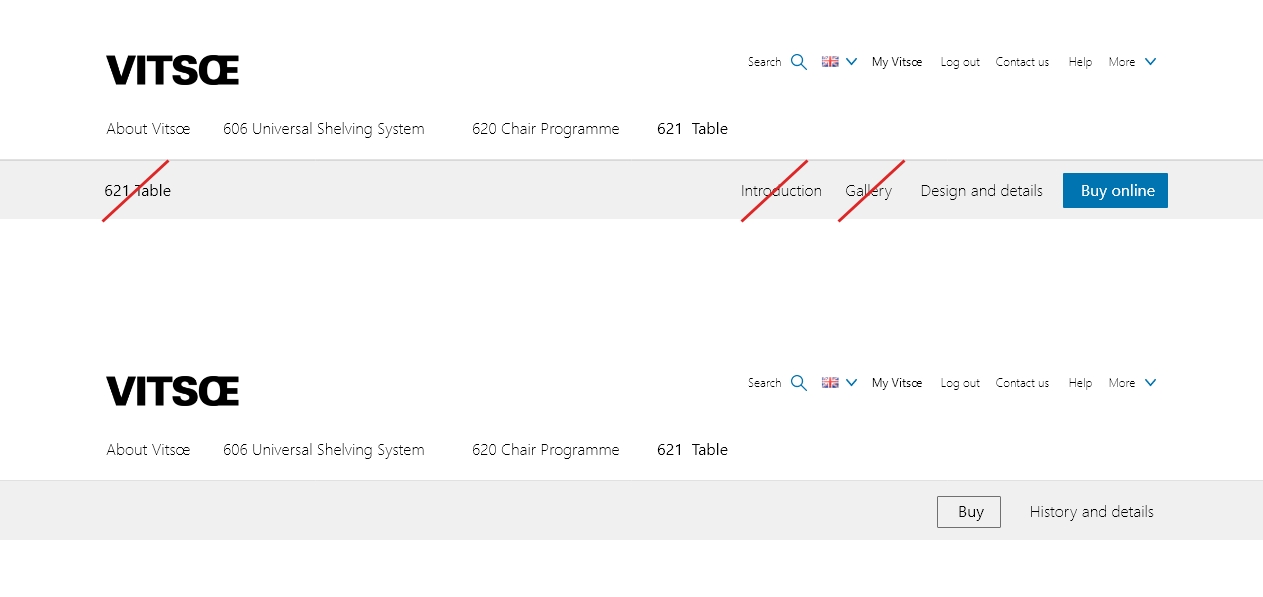 Search My Vitsœ Log out Contact us Help More
VITSŒ
About Vitsœ 606 Universal Shelving System 620 Chair Programme 621 Table
621 Table Introduction Gallery Design and details Buy online
Search My Vitsœ Log out Contact us Help More
VITSŒ
About Vitsœ 606 Universal Shelving System 620 Chair Programme 621 Table
Buy History and details